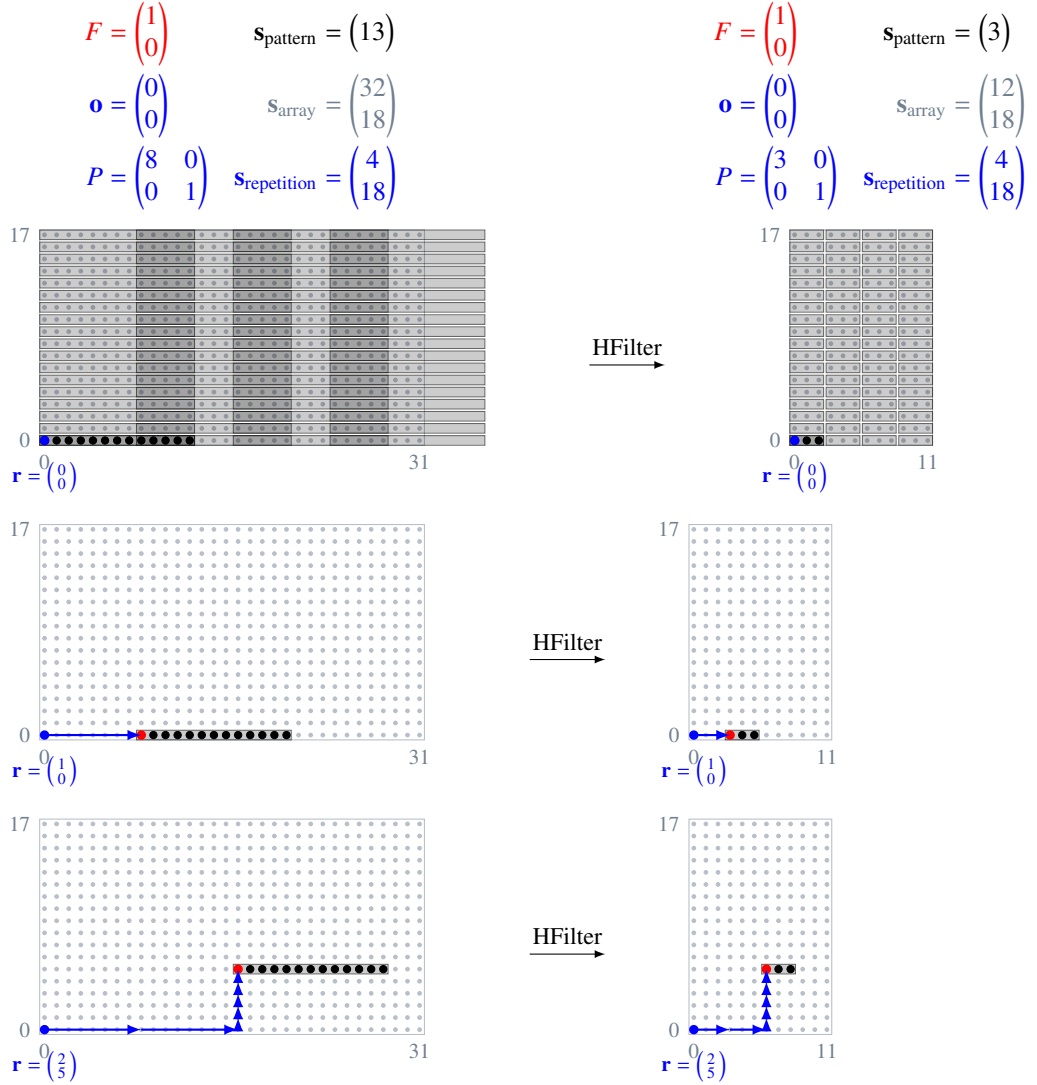 F = (1 0) s_pattern = (13) F = (1 0) s_pattern = (3)
o = (0 0) s_array = (32 18) o = (0 0) s_array = (12 18)
P = (8 0 0 1) s_repetition = (4 18) P = (3 0 0 1) s_repetition = (4 18)
17 17
HFilter
0 0
0 31 0 11
r = (0 0) r = (0 0)
17 17
HFilter
0 0
0 31 0 11
r = (1 0) r = (1 0)
17 17
HFilter
0 0
0 31 0 11
r = (2 5) r = (2 5)